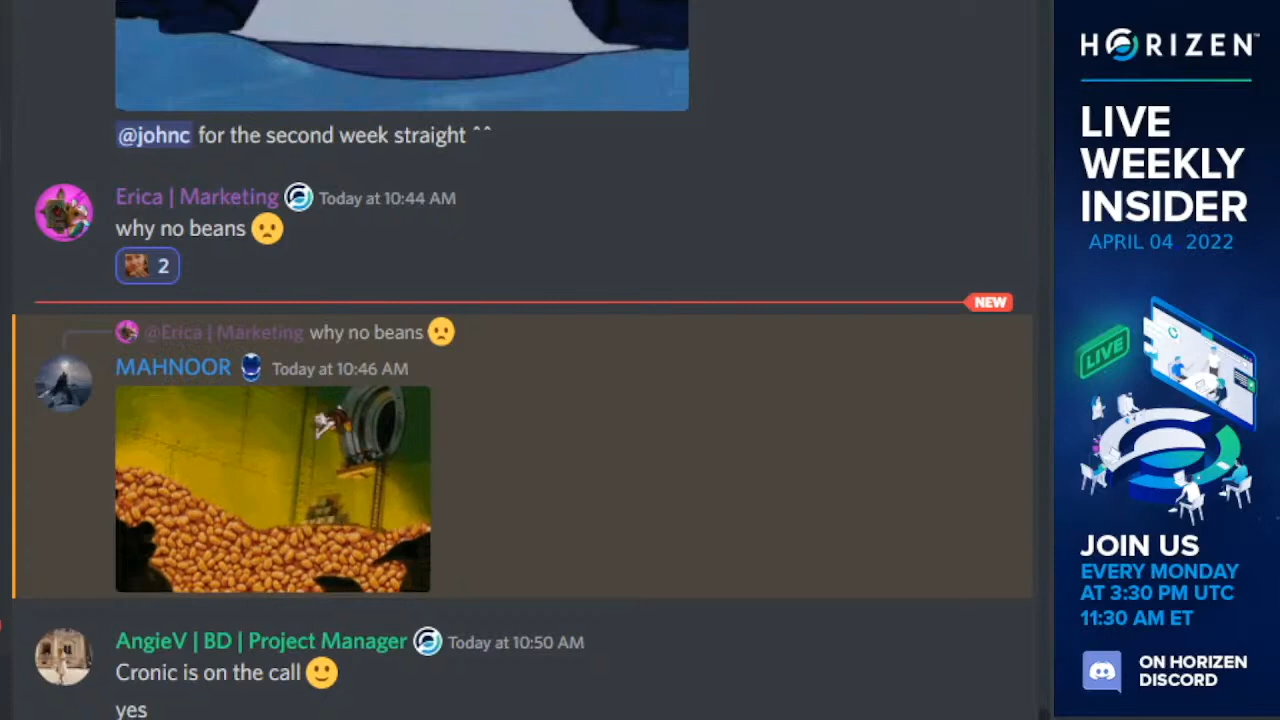 @johnc for the second week straight ^^
Erica | Marketing Today at 10:44 AM
why no beans
2
NEW
@Erica | Marketing why no beans
MAHNOOR Today at 10:46 AM
AngieV | BD | Project Manager Today at 10:50 AM
Cronic is on the call
yes
HORIZEN™
LIVE
WEEKLY
INSIDER
APRIL 04 2022
LIVE
JOIN US
EVERY MONDAY
AT 3:30 PM UTC
11:30 AM ET
ON HORIZEN
DISCORD